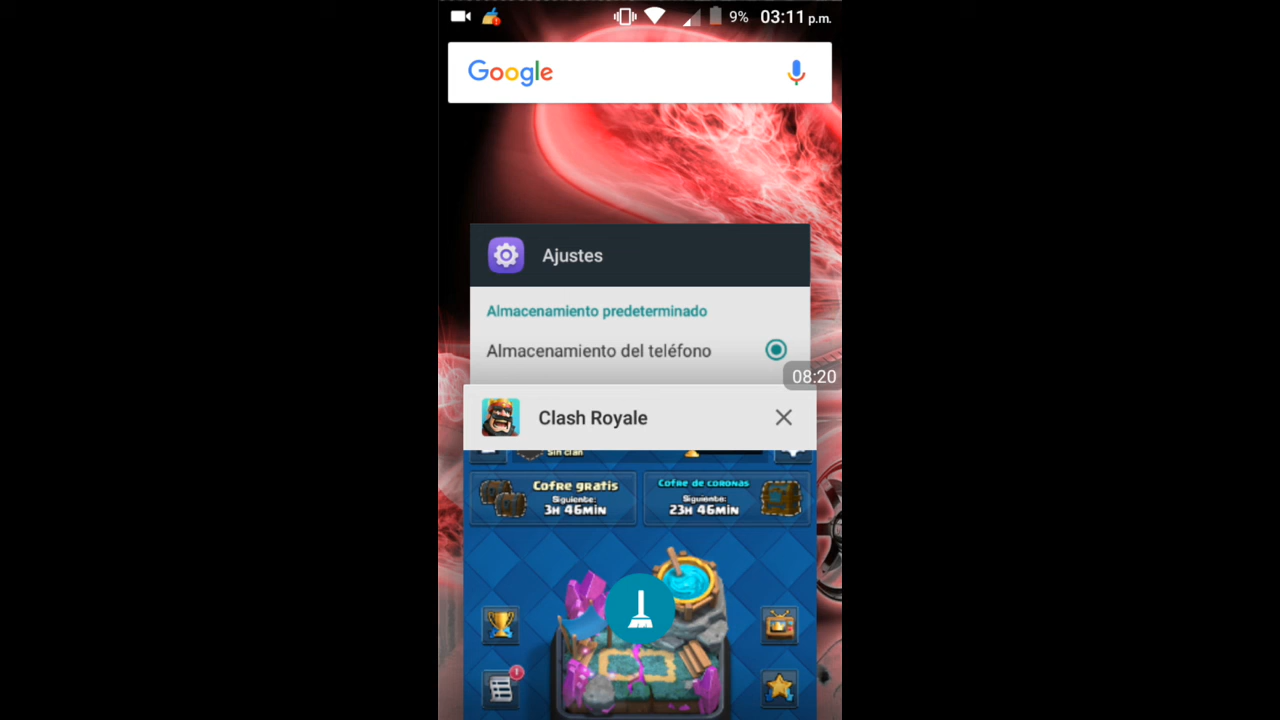 9% 03:11 p.m.
Google
Ajustes
Almacenamiento predeterminado
Almacenamiento del teléfono
08:20
Clash Royale
Sin clan
Cofre gratis
Siguiente:
3h 46min
Cofre de coronas
Siguiente:
23h 46min